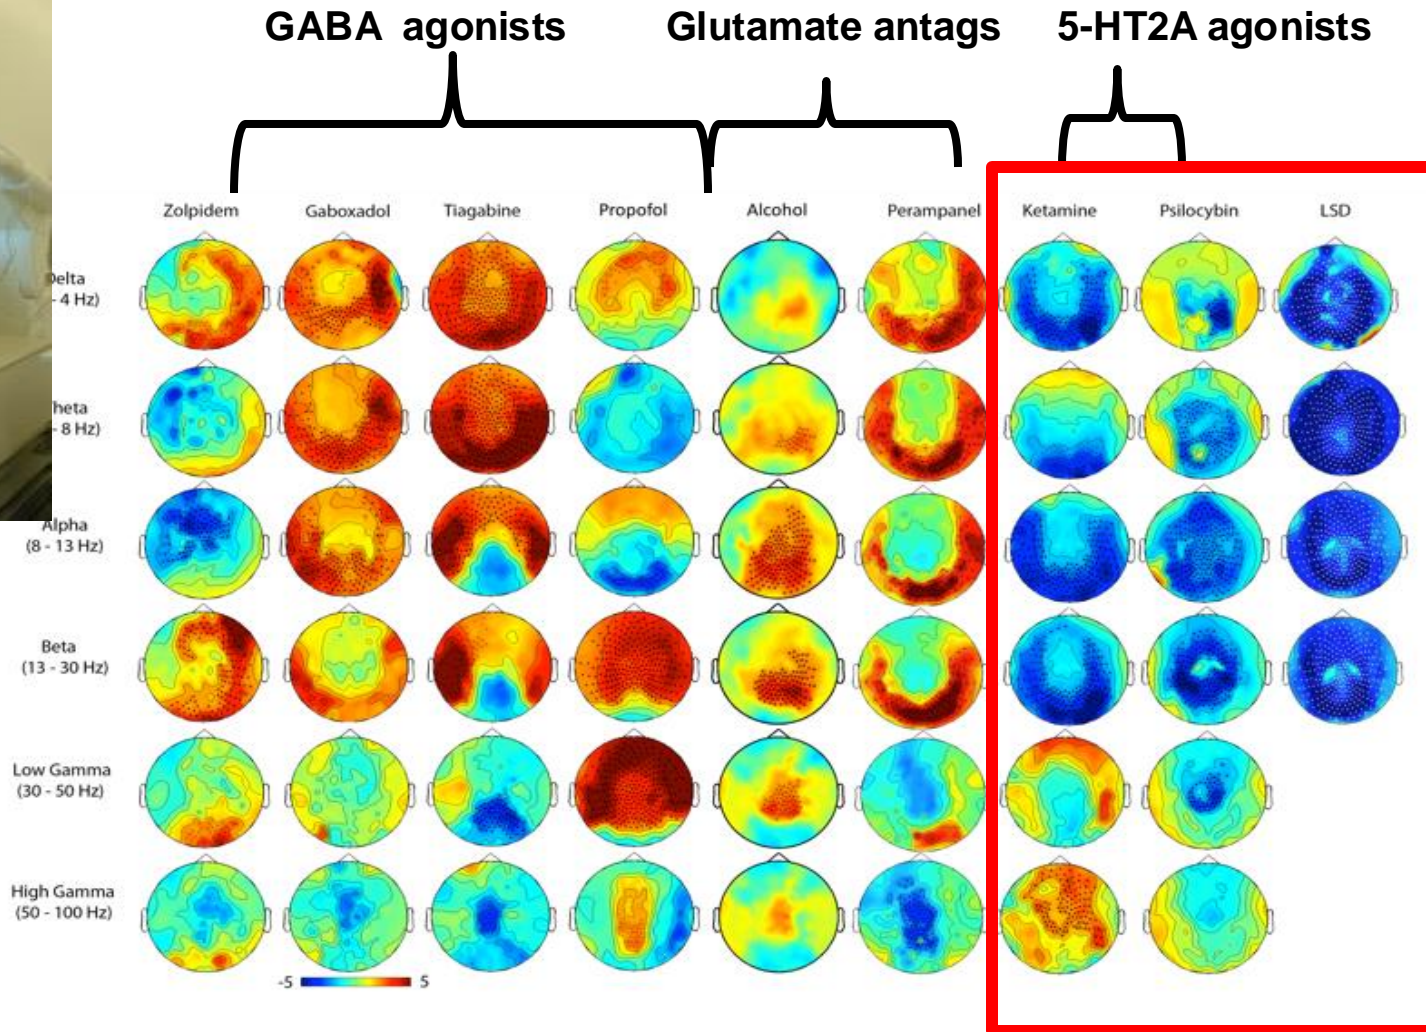 GABA agonists Glutamate antags 5-HT2A agonists
Zolpidem Gaboxadol Tiagabine Propofol Alcohol Perampanel Ketamine Psilocybin LSD
Delta
- 4 Hz)
heta
- 8 Hz)
Alpha
(8 - 13 Hz)
Beta
(13 - 30 Hz)
Low Gamma
(30 - 50 Hz)
High Gamma
(50 - 100 Hz)
-5 5